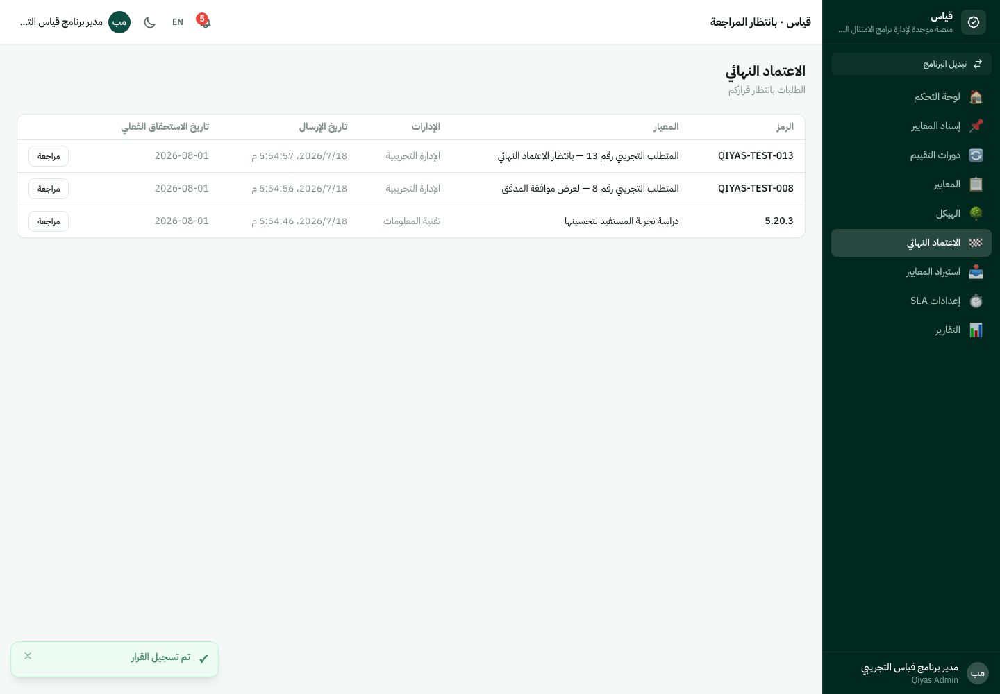 قياس
منصة موحدة لإدارة برامج الامتثال الـ...
تبديل البرنامج
لوحة التحكم
إسناد المعايير
دورات التقييم
المعايير
الهيكل
الاعتماد النهائي
استيراد المعايير
إعدادات SLA
التقارير
مب
مدير برنامج قياس التجريبي
Qiyas Admin
قياس · بانتظار المراجعة
5
EN
مب
مدير برنامج قياس التـ...
الاعتماد النهائي
الطلبات بانتظار قراركم
الرمز المعيار الإدارات تاريخ الإرسال تاريخ الاستحقاق الفعلي
QIYAS-TEST-013 المتطلب التجريبي رقم 13 — بانتظار الاعتماد النهائي الإدارة التجريبية 2026/7/18، 5:54:57 م 2026-08-01 مراجعة
QIYAS-TEST-008 المتطلب التجريبي رقم 8 — لعرض موافقة المدقق الإدارة التجريبية 2026/7/18، 5:54:56 م 2026-08-01 مراجعة
5.20.3 دراسة تجربة المستفيد لتحسينها تقنية المعلومات 2026/7/18، 5:54:46 م 2026-08-01 مراجعة
تم تسجيل القرار